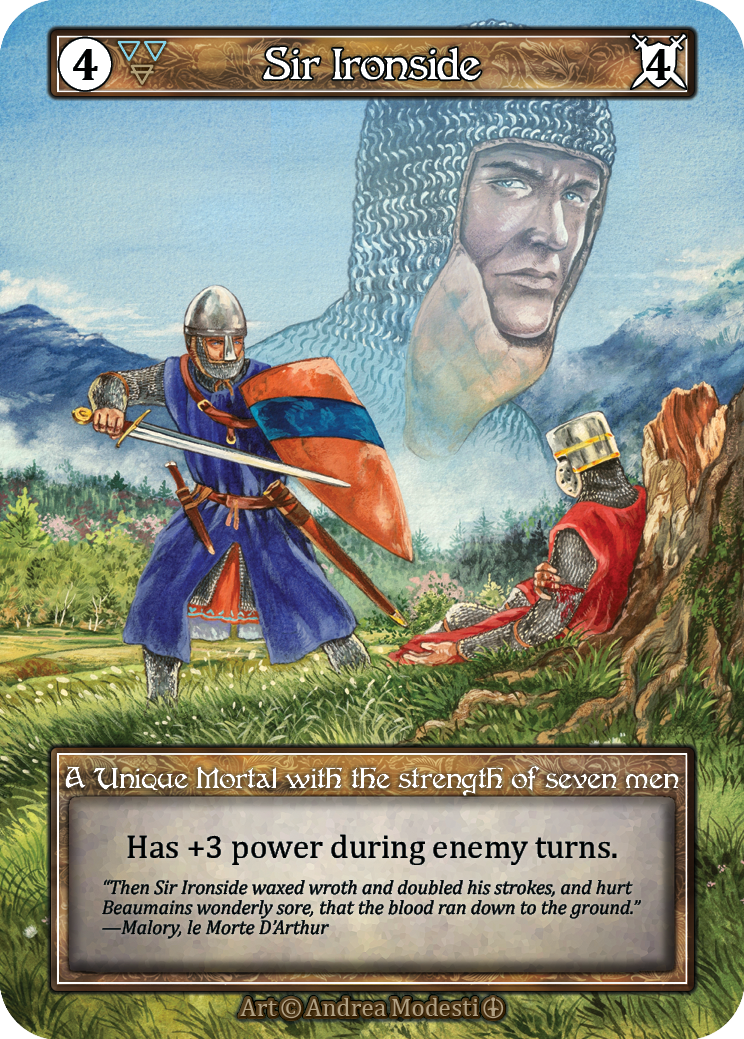 4 Sir Ironside 4
A Unique Mortal with the strength of seven men
Has +3 power during enemy turns.
“Then Sir Ironside waxed wroth and doubled his strokes, and hurt
Beaumains wonderly sore, that the blood ran down to the ground.”
—Malory, le Morte D’Arthur
Art © Andrea Modesti